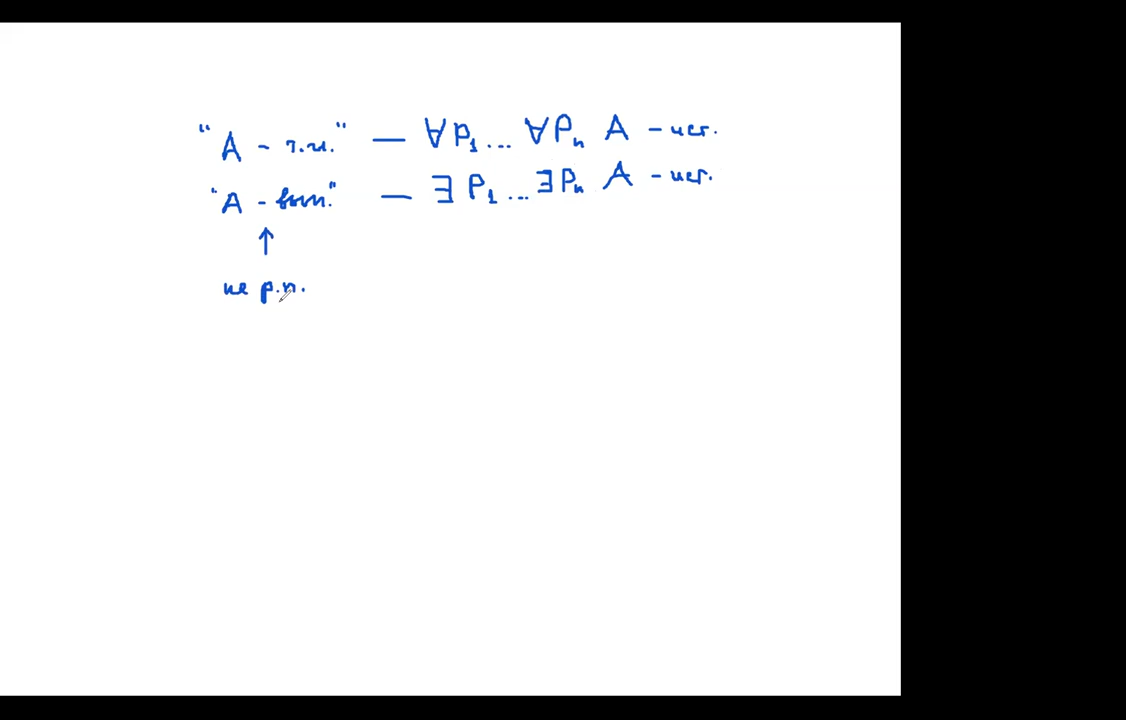 "A - т.и." — ∀P₁... ∀Pₙ A - ист.
"A - вып." — ∃P₁...∃Pₙ A - ист.
↑
не р.п.